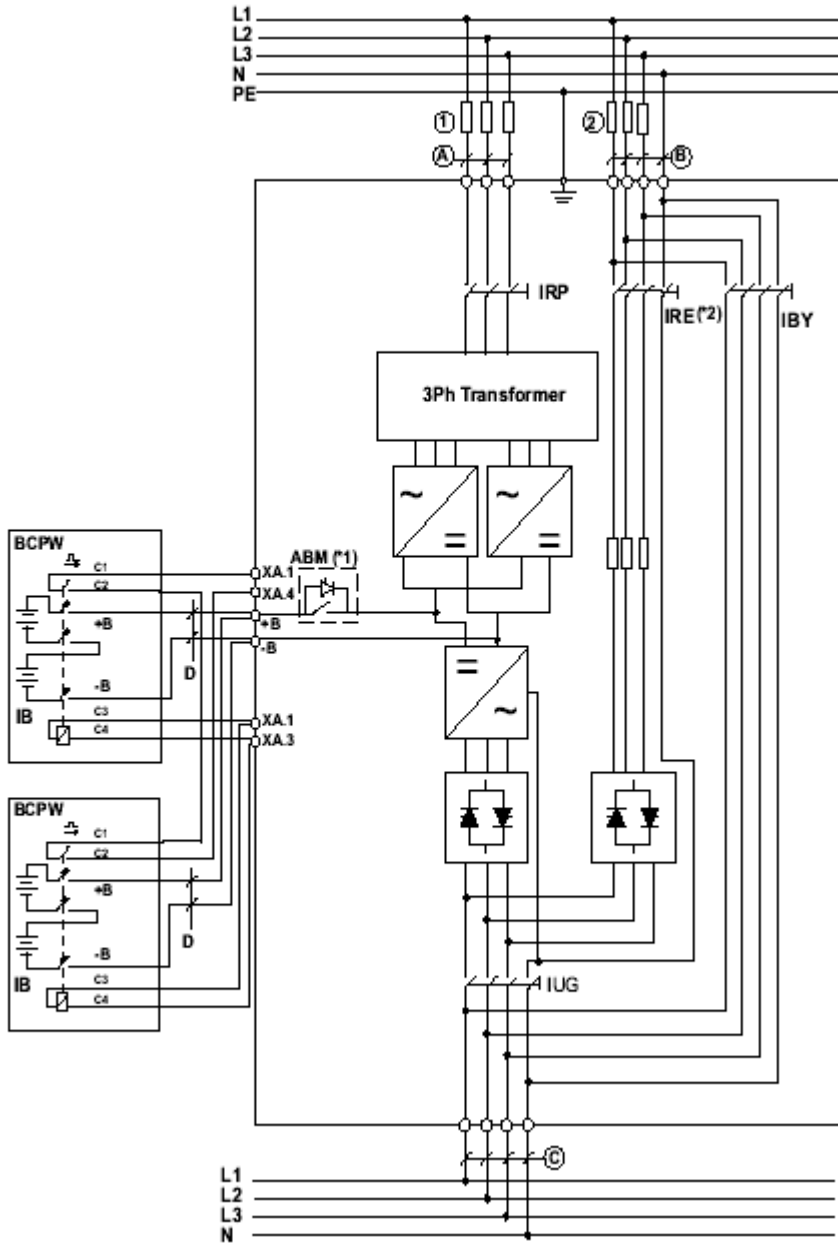 L1
L2
L3
N
PE
1
2
A
B
IRP
IRE(*2)
IBY
3Ph Transformer
~
=
~
=
BCPW
C1
C2
+B
-B
IB
C3
C4
D
XA.1
XA.4
+B
-B
XA.1
XA.3
ABM (*1)
=
~
BCPW
C1
C2
+B
-B
IB
C3
C4
D
IUG
C
L1
L2
L3
N